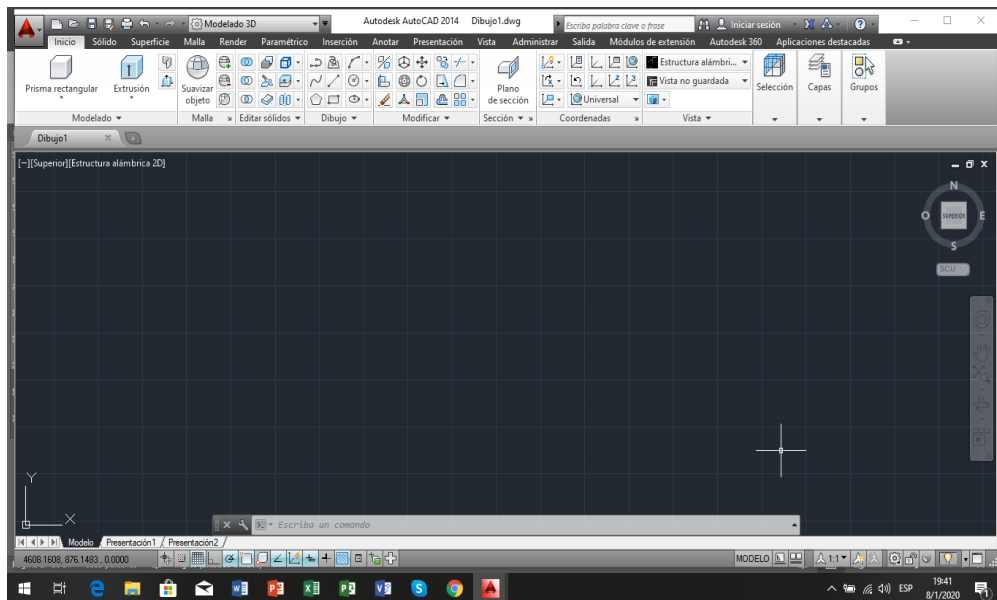 Modelado 3D
Autodesk AutoCAD 2014 Dibujo1.dwg
Escriba palabra clave o frase
Iniciar sesión
Inicio Sólido Superficie Malla Render Paramétrico Inserción Anotar Presentación Vista Administrar Salida Módulos de extensión Autodesk 360 Aplicaciones destacadas
Prisma rectangular
Extrusión
Suavizar objeto
Plano de sección
Universal
Estructura alámbri...
Vista no guardada
Selección
Capas
Grupos
Modelado
Malla
Editar sólidos
Dibujo
Modificar
Sección
Coordenadas
Vista
Dibujo1
[−][Superior][Estructura alámbrica 2D]
N
O SUPERIOR E
S
SCU
Y
X
Escriba un comando
Modelo Presentación1 Presentación2
4608.1608, 876.1483, 0.0000
MODELO
1:1
ESP
19:41
8/1/2020